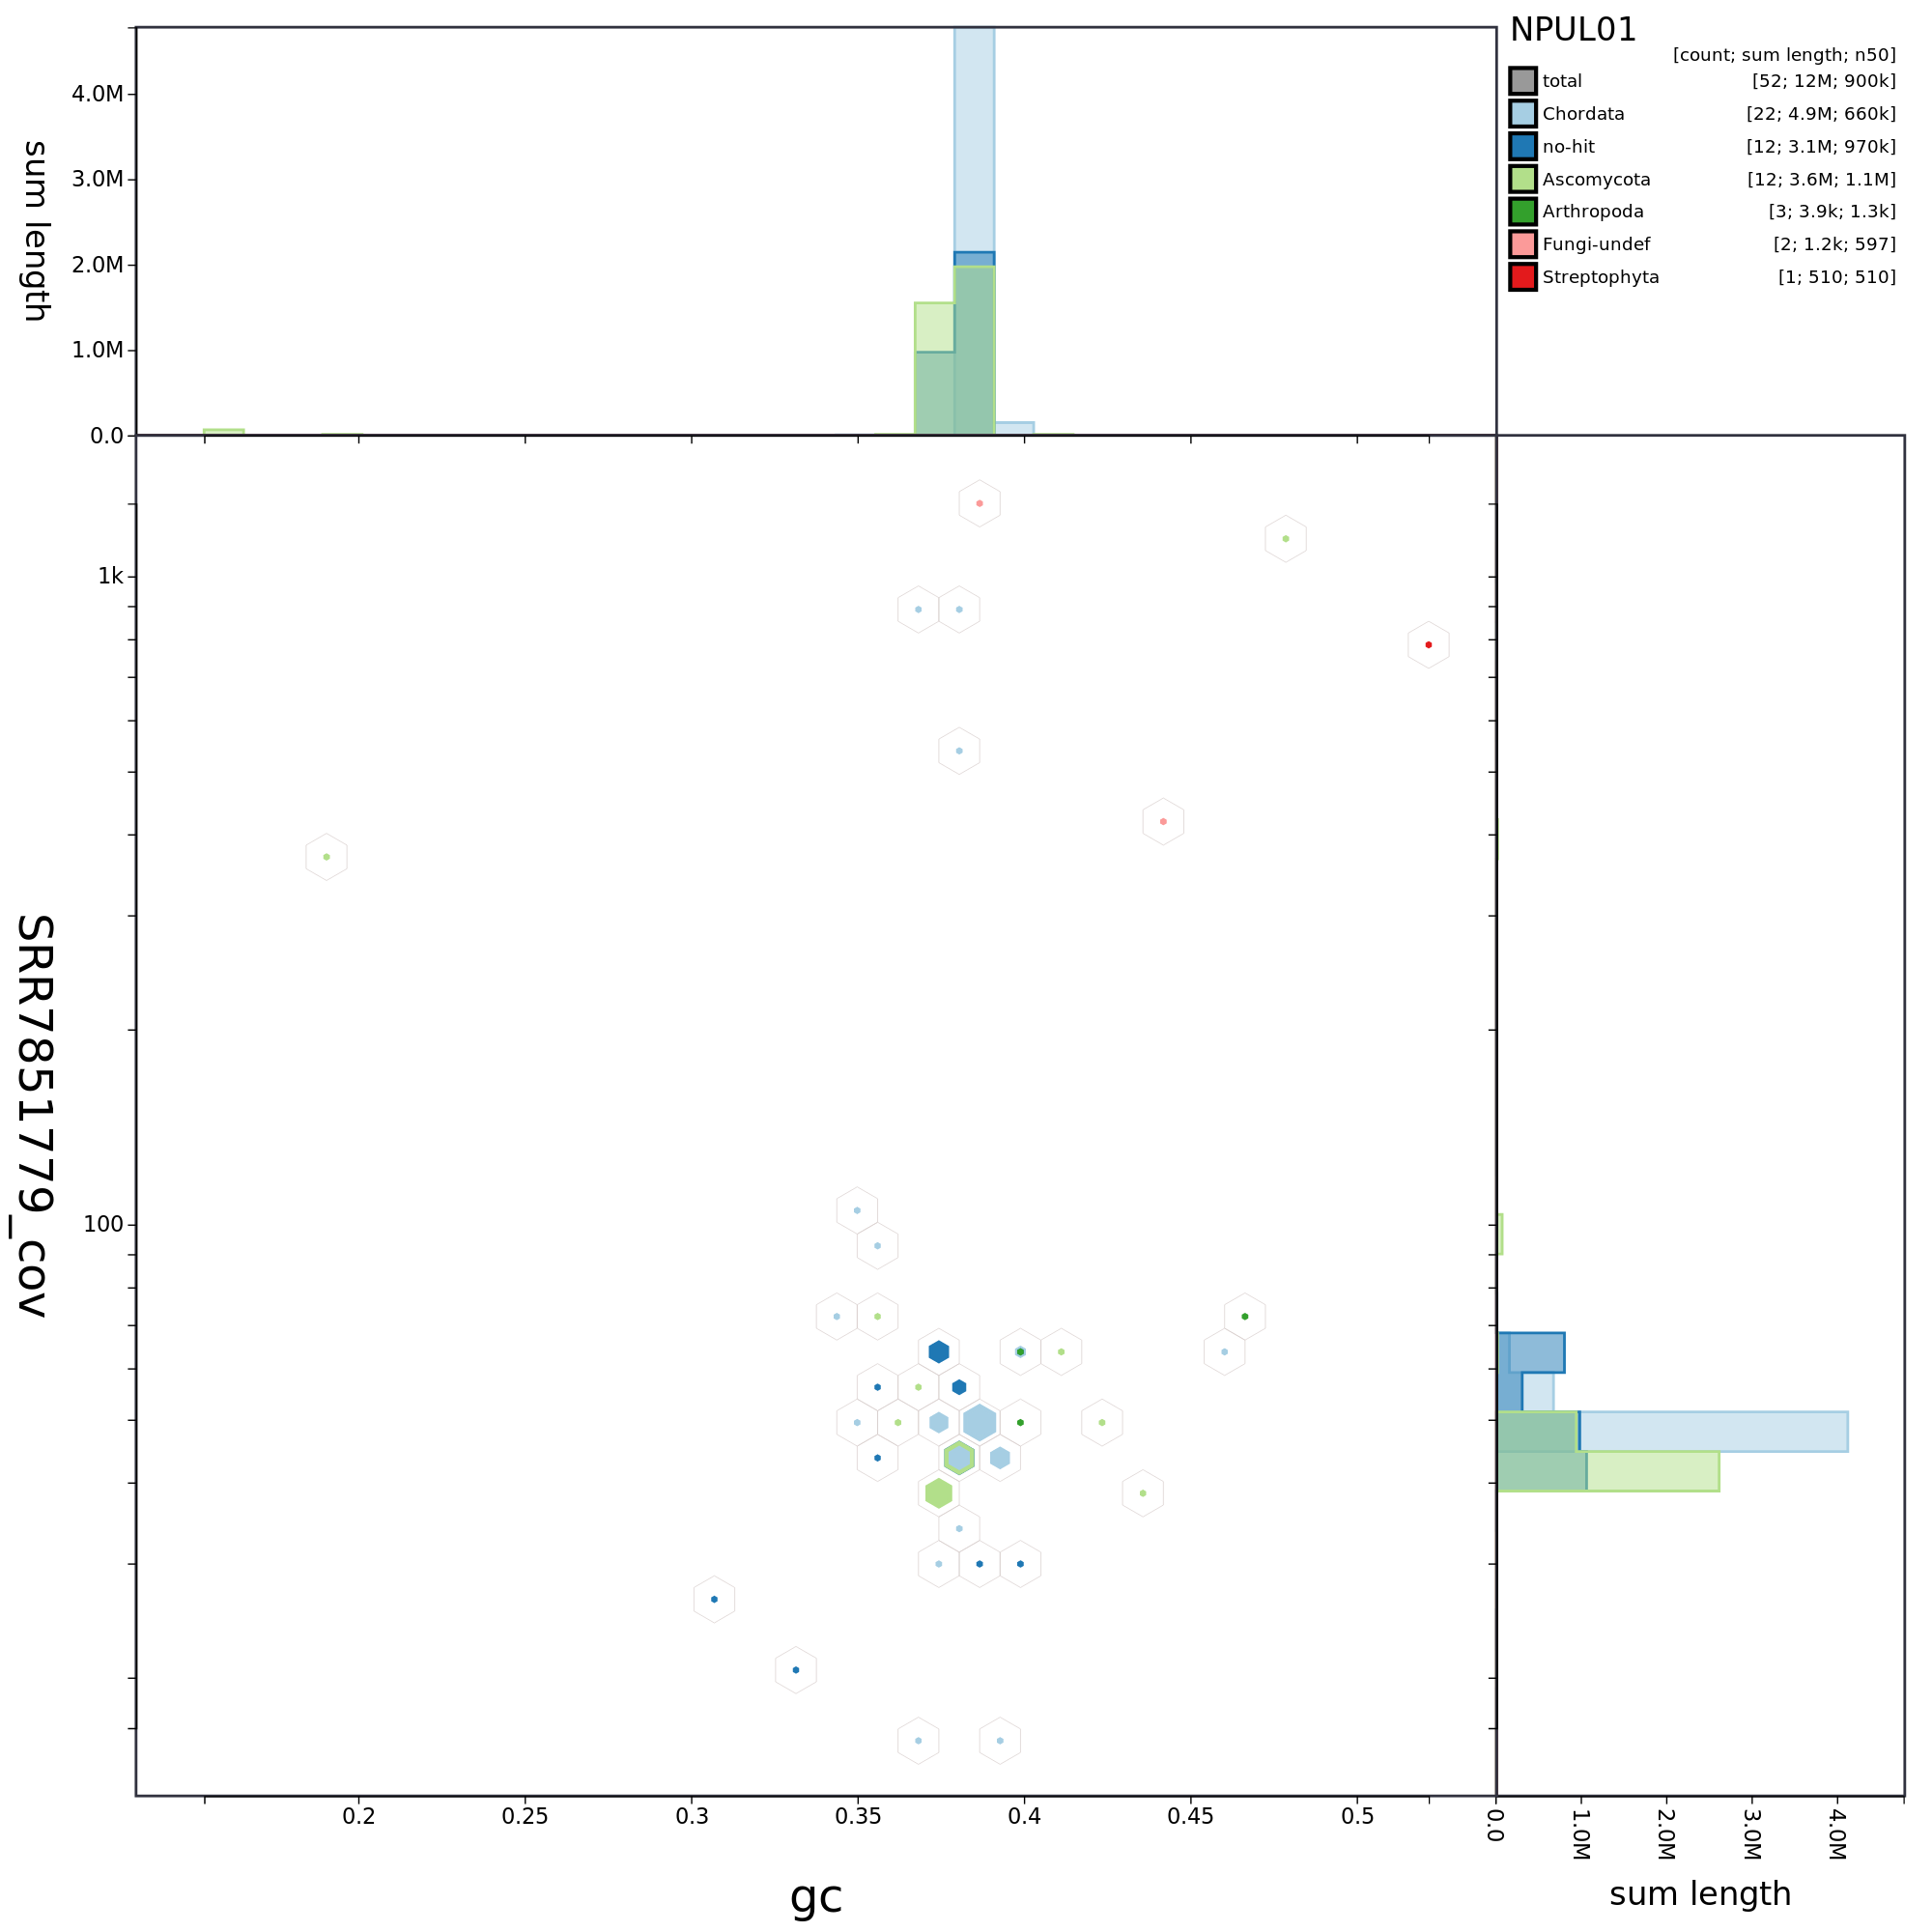 NPUL01
[count; sum length; n50]
total [52; 12M; 900k]
Chordata [22; 4.9M; 660k]
no-hit [12; 3.1M; 970k]
Ascomycota [12; 3.6M; 1.1M]
Arthropoda [3; 3.9k; 1.3k]
Fungi-undef [2; 1.2k; 597]
Streptophyta [1; 510; 510]
sum length
4.0M
3.0M
2.0M
1.0M
0.0
SRR7851779_cov
1k
100
0.2 0.25 0.3 0.35 0.4 0.45 0.5
gc
0.0 1.0M 2.0M 3.0M 4.0M
sum length